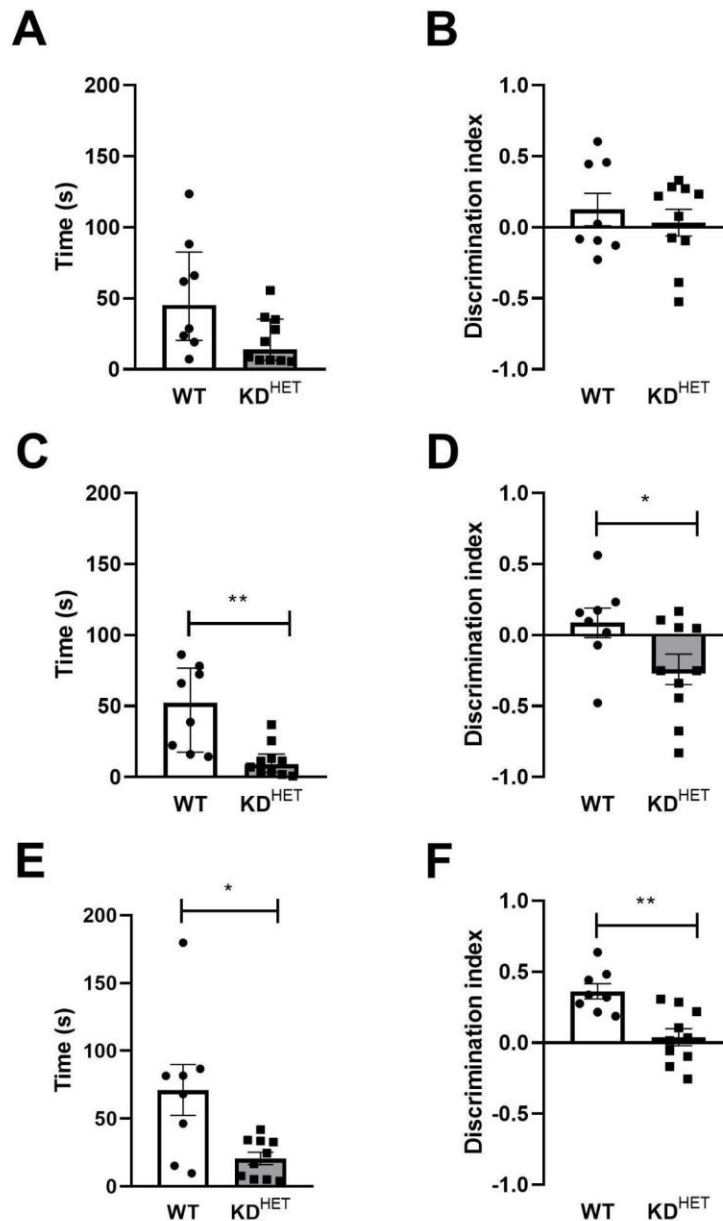 A
B
200
150
100
50
0
Time (s)
WT
KD^HET
1.0
0.5
0.0
-0.5
-1.0
Discrimination index
WT
KD^HET
C
D
200
150
100
50
0
Time (s)
**
WT
KD^HET
1.0
0.5
0.0
-0.5
-1.0
Discrimination index
*
WT
KD^HET
E
F
200
150
100
50
0
Time (s)
*
WT
KD^HET
1.0
0.5
0.0
-0.5
-1.0
Discrimination index
**
WT
KD^HET